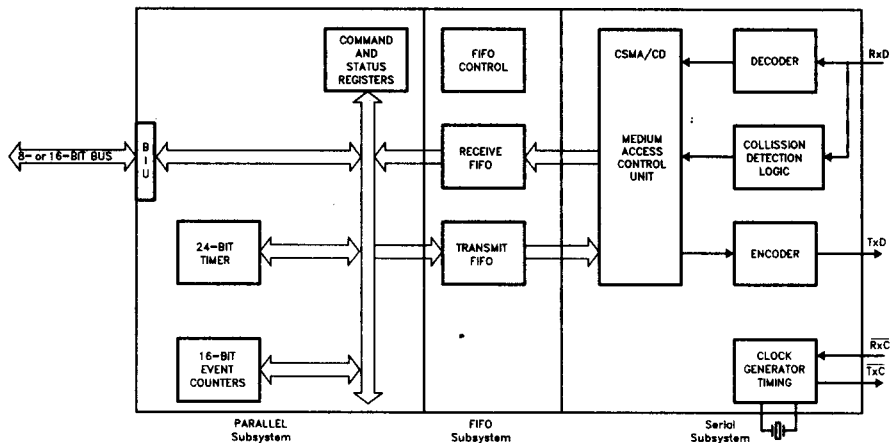 COMMAND
AND
STATUS
REGISTERS
FIFO
CONTROL
CSMA/CD
DECODER
RxD
8- or 16-BIT BUS
B
I
U
RECEIVE
FIFO
MEDIUM
ACCESS
CONTROL
UNIT
COLLISSION
DETECTION
LOGIC
24-BIT
TIMER
TRANSMIT
FIFO
ENCODER
TxD
16-BIT
EVENT
COUNTERS
CLOCK
GENERATOR
TIMING
RxC
TxC
PARALLEL
Subsystem
FIFO
Subsystem
Serial
Subsystem